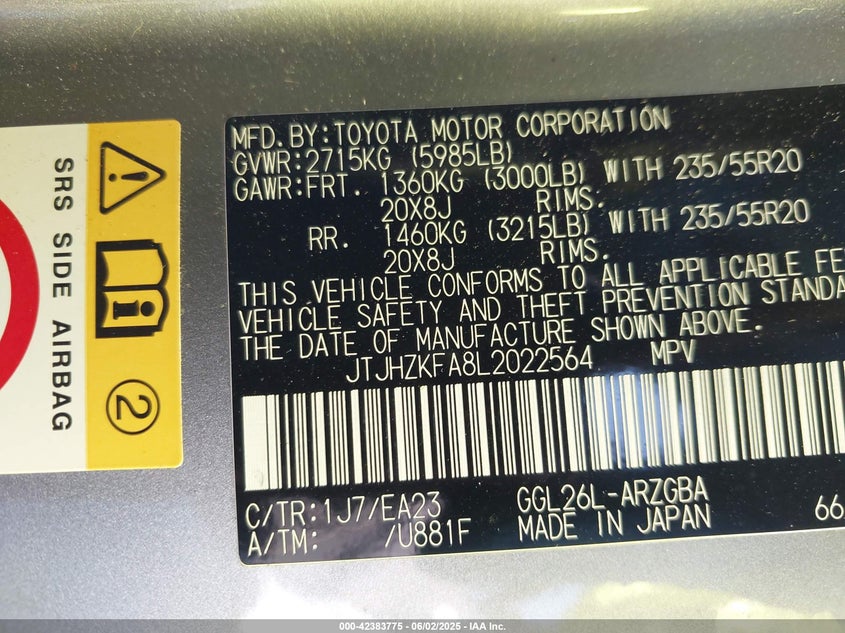 MFD.BY:TOYOTA MOTOR CORPORATION
GVWR:2715KG (5985LB)
GAWR:FRT. 1360KG (3000LB) WITH 235/55R20
20X8J RIMS.
RR. 1460KG (3215LB) WITH 235/55R20
20X8J RIMS.
THIS VEHICLE CONFORMS TO ALL APPLICABLE FE
VEHICLE SAFETY AND THEFT PREVENTION STANDA
THE DATE OF MANUFACTURE SHOWN ABOVE.
JTJHZKFA8L2022564 MPV
C/TR:1J7/EA23 GGL26L-ARZGBA
A/TM: /U881F MADE IN JAPAN 66
SRS SIDE AIRBAG
i
2
000-42383775 - 06/02/2025 - IAA Inc.